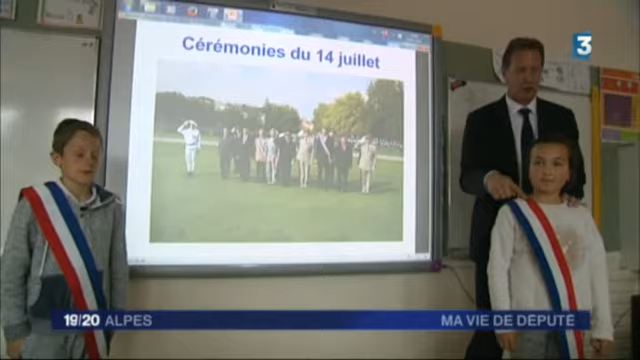 Cérémonies du 14 juillet
3
19/20 ALPES
MA VIE DE DÉPUTÉ